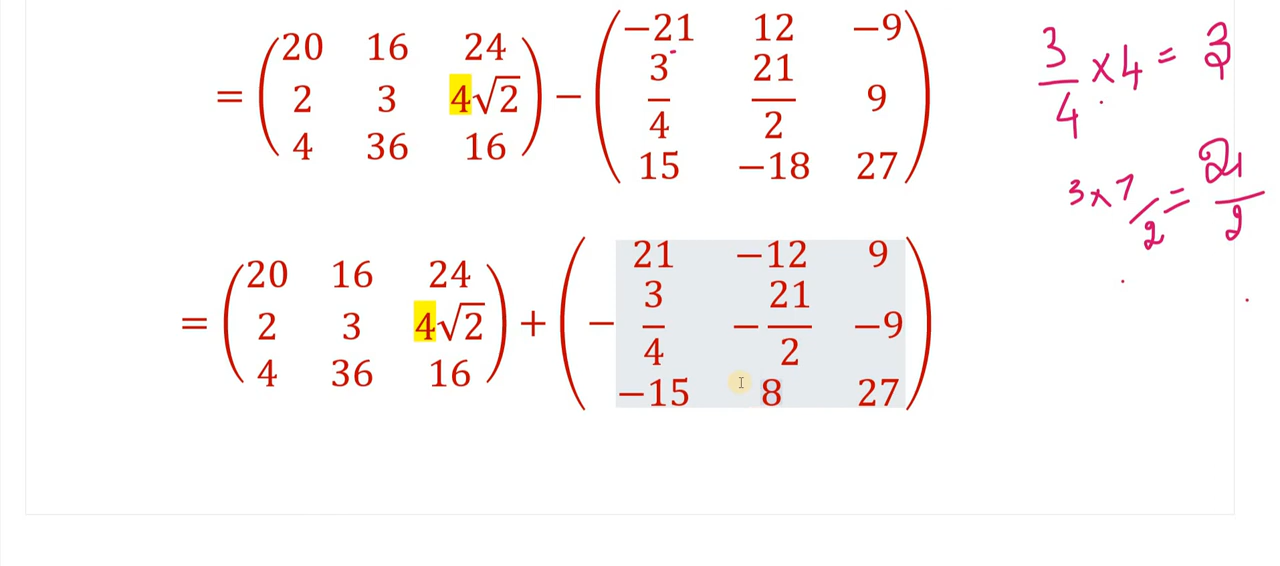 = (20 16 24
2 3 4√2
4 36 16) − (−21 12 −9
3/4 21/2 9
15 −18 27)
3/4 × 4 = 3
3 × 7/2 = 21/2
= (20 16 24
2 3 4√2
4 36 16) + (21 −12 9
−3/4 −21/2 −9
−15 8 27)